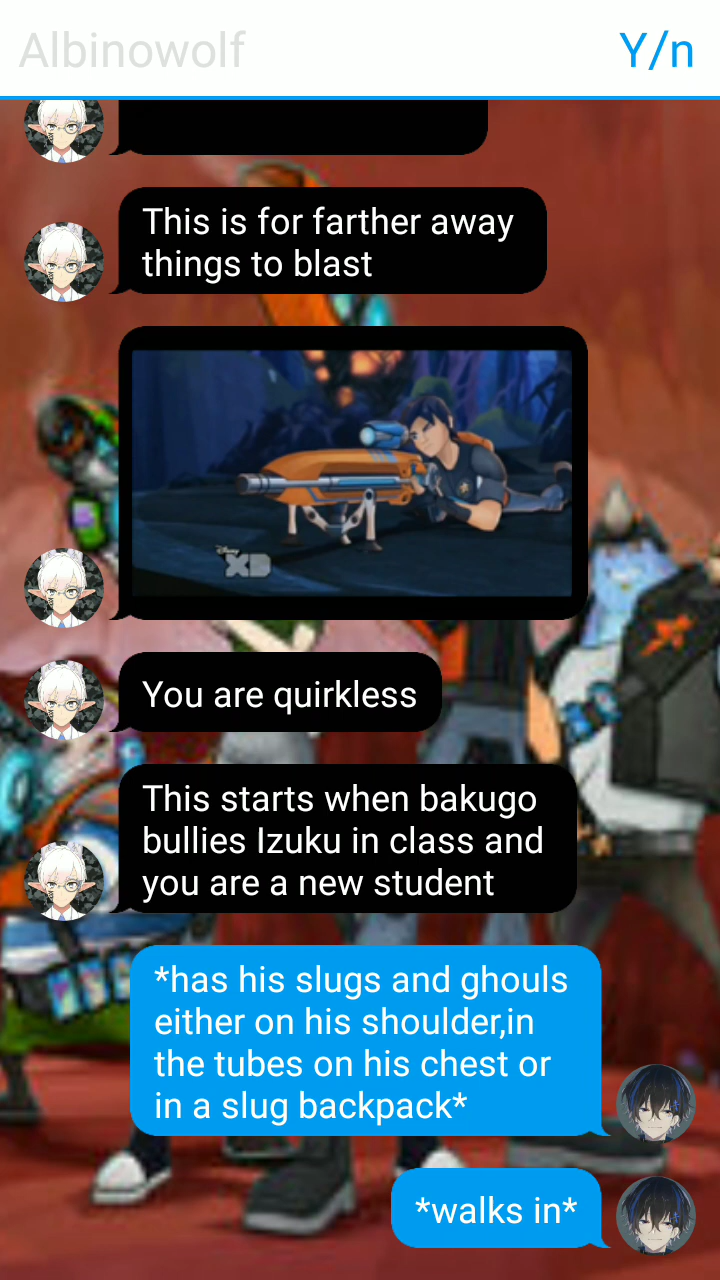 Albinowolf
Y/n
This is for farther away
things to blast
Disney
XD
You are quirkless
This starts when bakugo
bullies Izuku in class and
you are a new student
*has his slugs and ghouls
either on his shoulder,in
the tubes on his chest or
in a slug backpack*
*walks in*